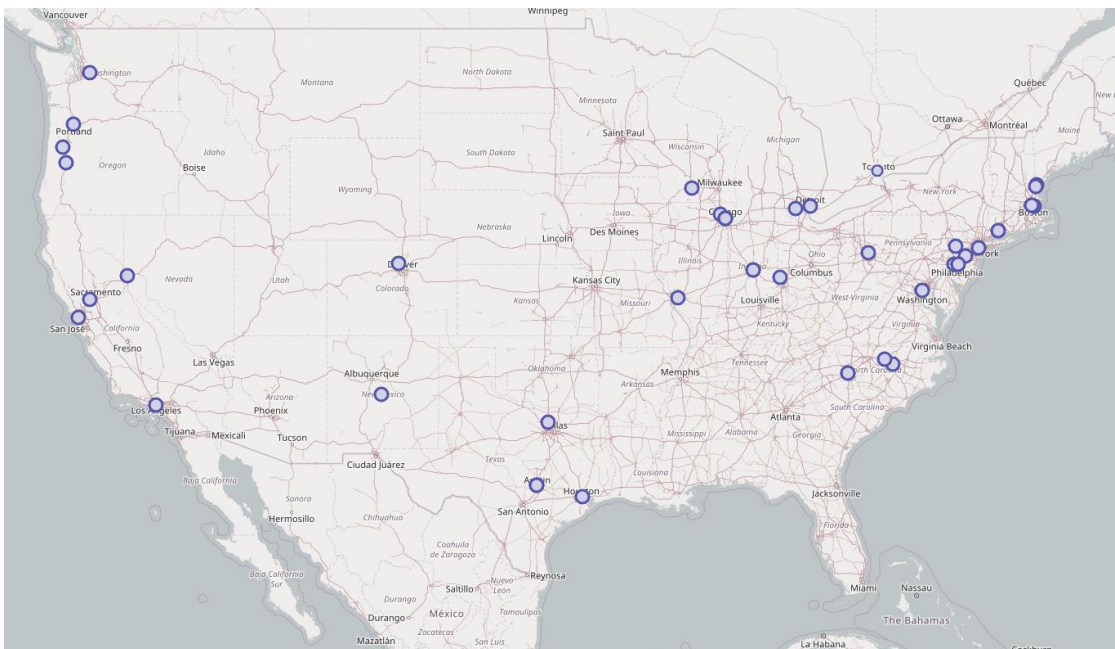 Vancouver
Winnipeg
Washington
Montana
North Dakota
Québec
New
Minnesota
Ottawa
Montréal
Maine
Portland
Saint Paul
Michigan
Wisconsin
Oregon
Idaho
Boise
South Dakota
Toronto
Milwaukee
Wyoming
New York
Detroit
Chicago
Iowa
Boston
Nebraska
Des Moines
Lincoln
Pennsylvania
York
Denver
Nevada
Utah
Illinois
Ohio
Columbus
Philadelphia
Kansas City
Colorado
Sacramento
Kansas
Missouri
Louisville
West Virginia
Washington
San José
California
Kentucky
Virginia
Fresno
Las Vegas
Virginia Beach
Albuquerque
Oklahoma
Tennessee
Memphis
North Carolina
New Mexico
Arkansas
Arizona
Phoenix
Los Angeles
South Carolina
Atlanta
Dallas
Tijuana
Mexicali
Tucson
Mississippi
Alabama
Georgia
Texas
Ciudad Juárez
Louisiana
Baja California
Austin
Houston
Sonora
Jacksonville
San Antonio
Hermosillo
Chihuahua
Florida
Coahuila
de Zaragoza
Baja California
Sur
Reynosa
Nuevo
León
Saltillo
Miami
Nassau
Durango
México
Tamaulipas
Durango
The Bahamas
Zacatecas
Mazatlán
San Luis
La Habana